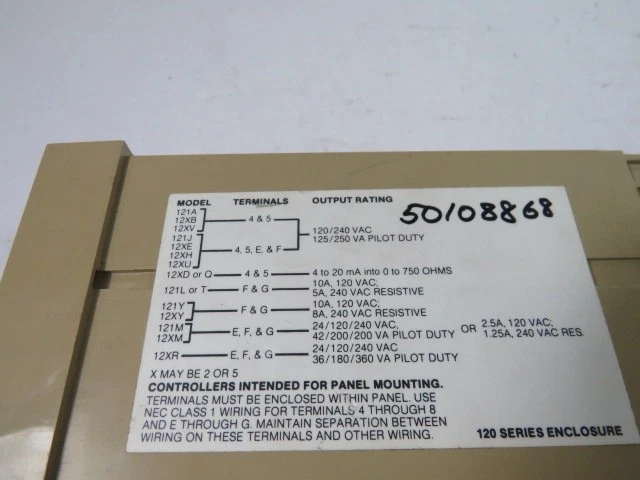 MODEL TERMINALS OUTPUT RATING
50108868
121A
12XB 4 & 5
12XV
120/240 VAC
125/250 VA PILOT DUTY
121J
12XE 4, 5, E, & F
12XH
12XU
12XD or Q 4 & 5 4 to 20 mA into 0 to 750 OHMS
121L or T F & G 10A, 120 VAC;
5A, 240 VAC RESISTIVE
121Y F & G 10A, 120 VAC;
12XY 8A, 240 VAC RESISTIVE
121M E, F, & G 24/120/240 VAC, OR 2.5A, 120 VAC;
12XM 42/200/200 VA PILOT DUTY 1.25A, 240 VAC RES.
12XR E, F, & G 24/120/240 VAC
36/180/360 VA PILOT DUTY
X MAY BE 2 OR 5
CONTROLLERS INTENDED FOR PANEL MOUNTING.
TERMINALS MUST BE ENCLOSED WITHIN PANEL. USE
NEC CLASS 1 WIRING FOR TERMINALS 4 THROUGH 8
AND E THROUGH G. MAINTAIN SEPARATION BETWEEN
WIRING ON THESE TERMINALS AND OTHER WIRING.
120 SERIES ENCLOSURE